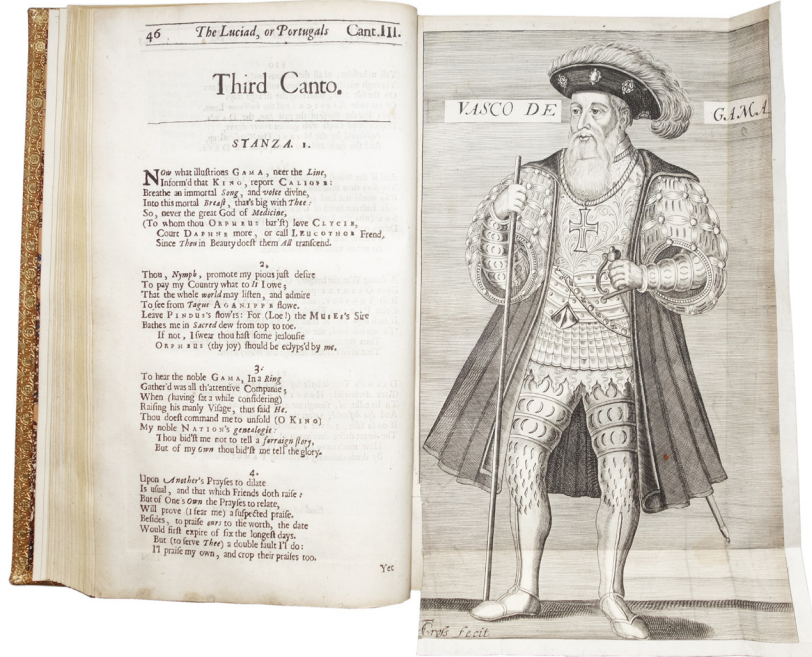 46 The Luciad, or Portugals Cant.III.
Third Canto.
STANZA. 1.
Now what illustrious GAMA, neer the Line,
Inform'd that KING, report CALIOPE:
Breathe an immortal Song, and voice divine,
Into this mortal Breast, that's big with Thee:
So, never the great God of Medicine,
(To whom thou ORPHEUS bar'st) love CLYCIE,
Court DAPHNE more, or call LEUCOTHOE Frend,
Since Thou in Beauty doest them All transcend.
2.
Thou, Nymph, promote my pious just desire
To pay my Country what to It I owe;
That the whole world may listen, and admire
To see from Tagus AGANIPPE flowe.
Leave PINDUS's flow'rs: For (Loe!) the MUSES's Sire
Bathes me in Sacred dew from top to toe.
If not, I swear thou hast some jealousie
ORPHEUS (thy joy) should be eclyps'd by me.
3.
To hear the noble GAMA, In a Ring
Gather'd was all th'attentive Companie;
When (having sat a while considering)
Raising his manly Visage, thus said He.
Thou doest command me to unfold (O KING)
My noble NATION's genealogie:
Thou bid'st me not to tell a forraign story,
But of my Own thou bid'st me tell the glory.
4.
Upon Another's Prayses to dilate
Is usual, and that which Friends doth raise:
But of One's Own the Prayses to relate,
Will prove (I fear me) a suspected praise.
Besides, to praise ours to the worth, the date
Would first expire of six the longest days.
But (to serve Thee) a double fault I'l do:
I'l praise my own, and crop their praises too.
Yet
VASCO DE GAMA
Cross fecit